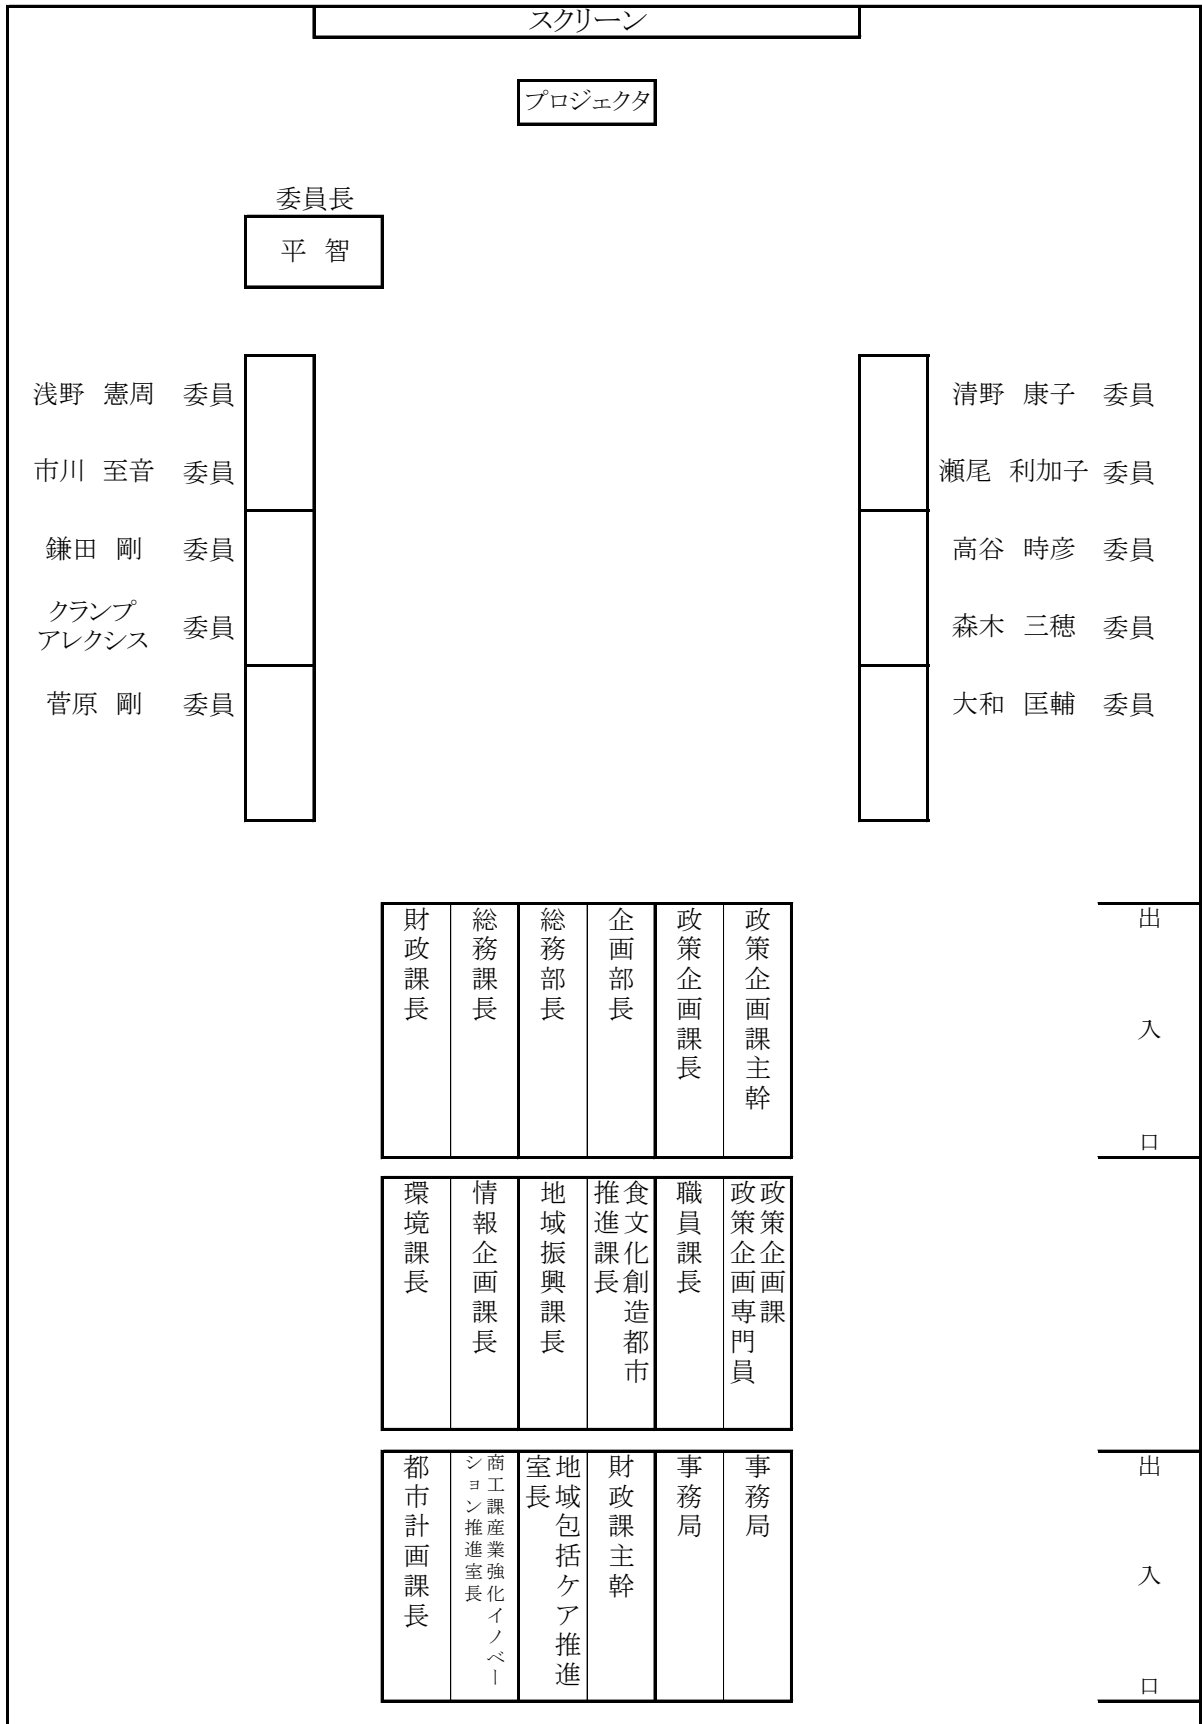 スクリーン
プロジェクタ
委員長
平 智
浅野 憲周 委員
清野 康子 委員
市川 至音 委員
瀬尾 利加子 委員
鎌田 剛 委員
高谷 時彦 委員
クランプ
アレクシス 委員
森木 三穂 委員
菅原 剛 委員
大和 匡輔 委員
財政課長
総務課長
総務部長
企画部長
政策企画課長
政策企画課主幹
出入口
環境課長
情報企画課長
地域振興課長
食文化創造都市
推進課長
職員課長
政策企画課
政策企画専門員
都市計画課長
商工課産業強化イノベー
ション推進室長
地域包括ケア推進
室長
財政課主幹
事務局
事務局
出入口